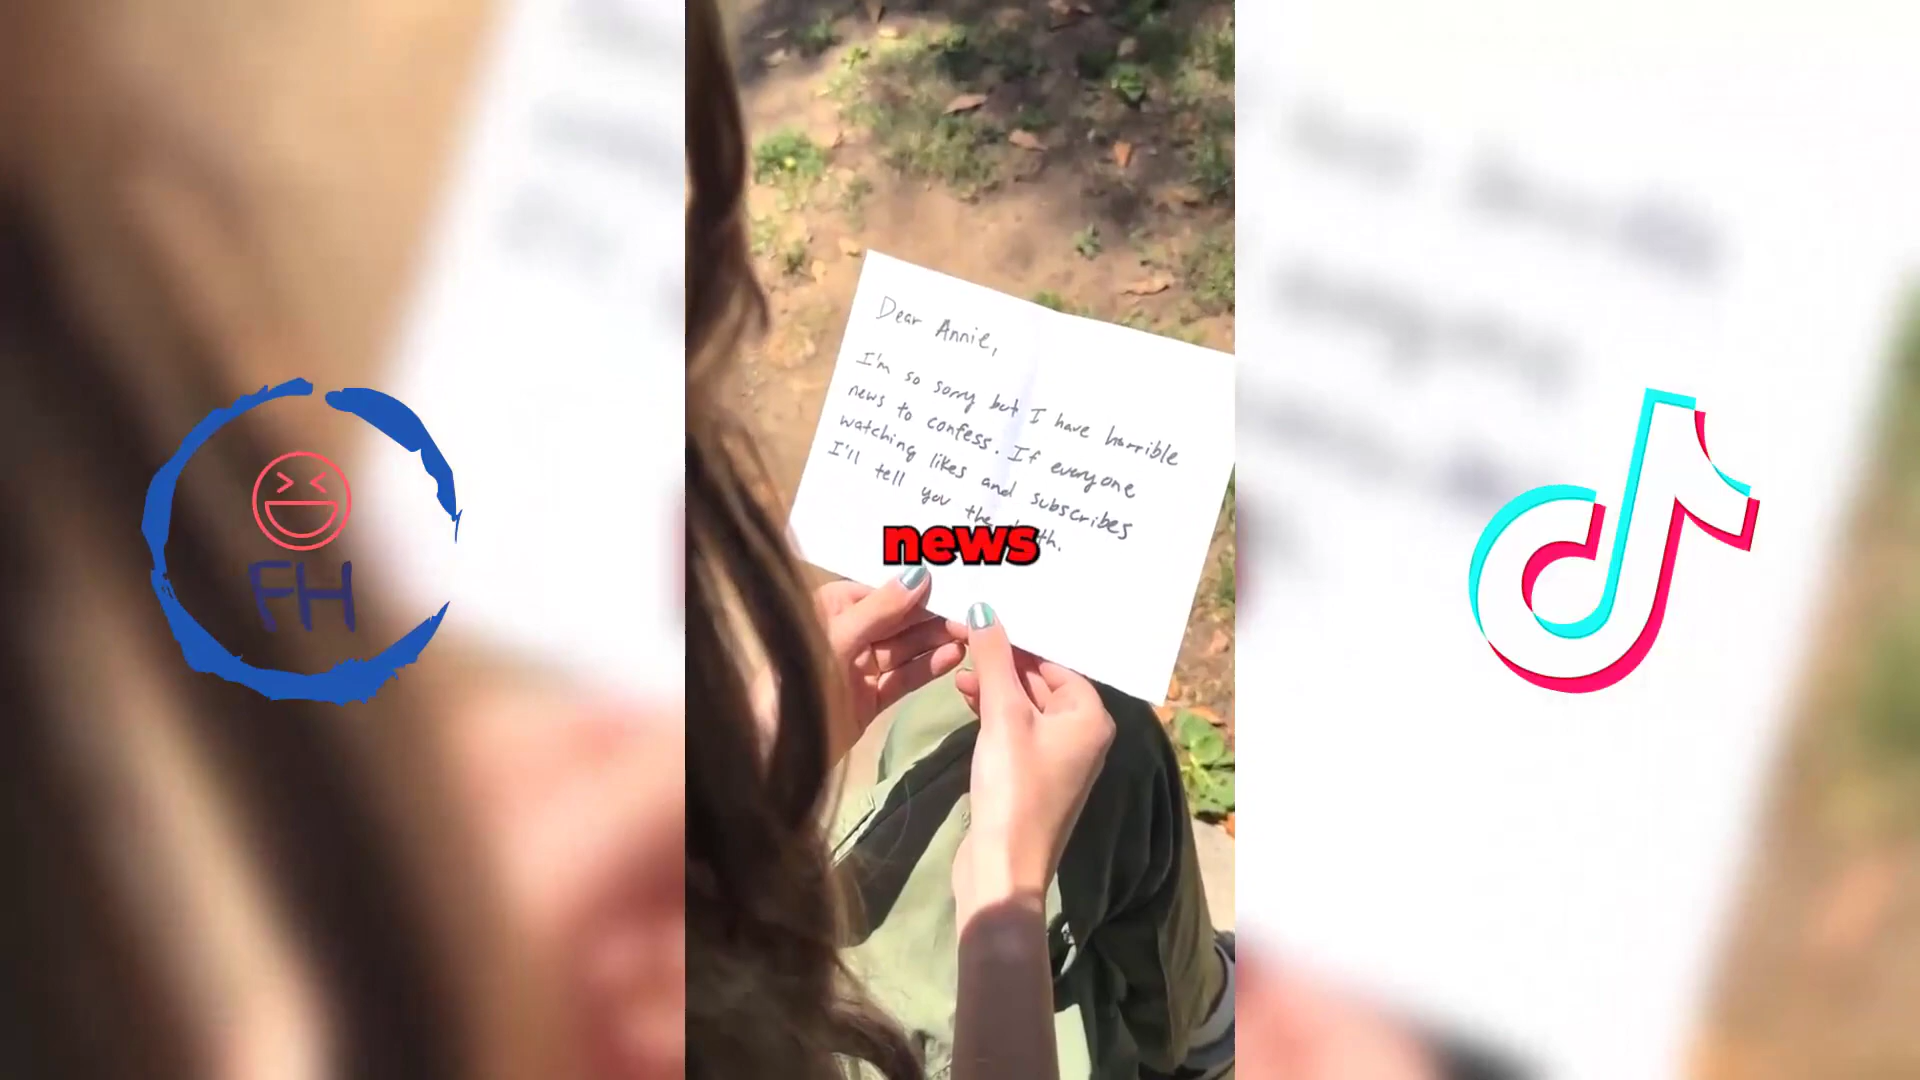 Dear Annie,
I'm so sorry but I have horrible
news to confess. If everyone
watching likes and subscribes
I'll tell you the
news
FH